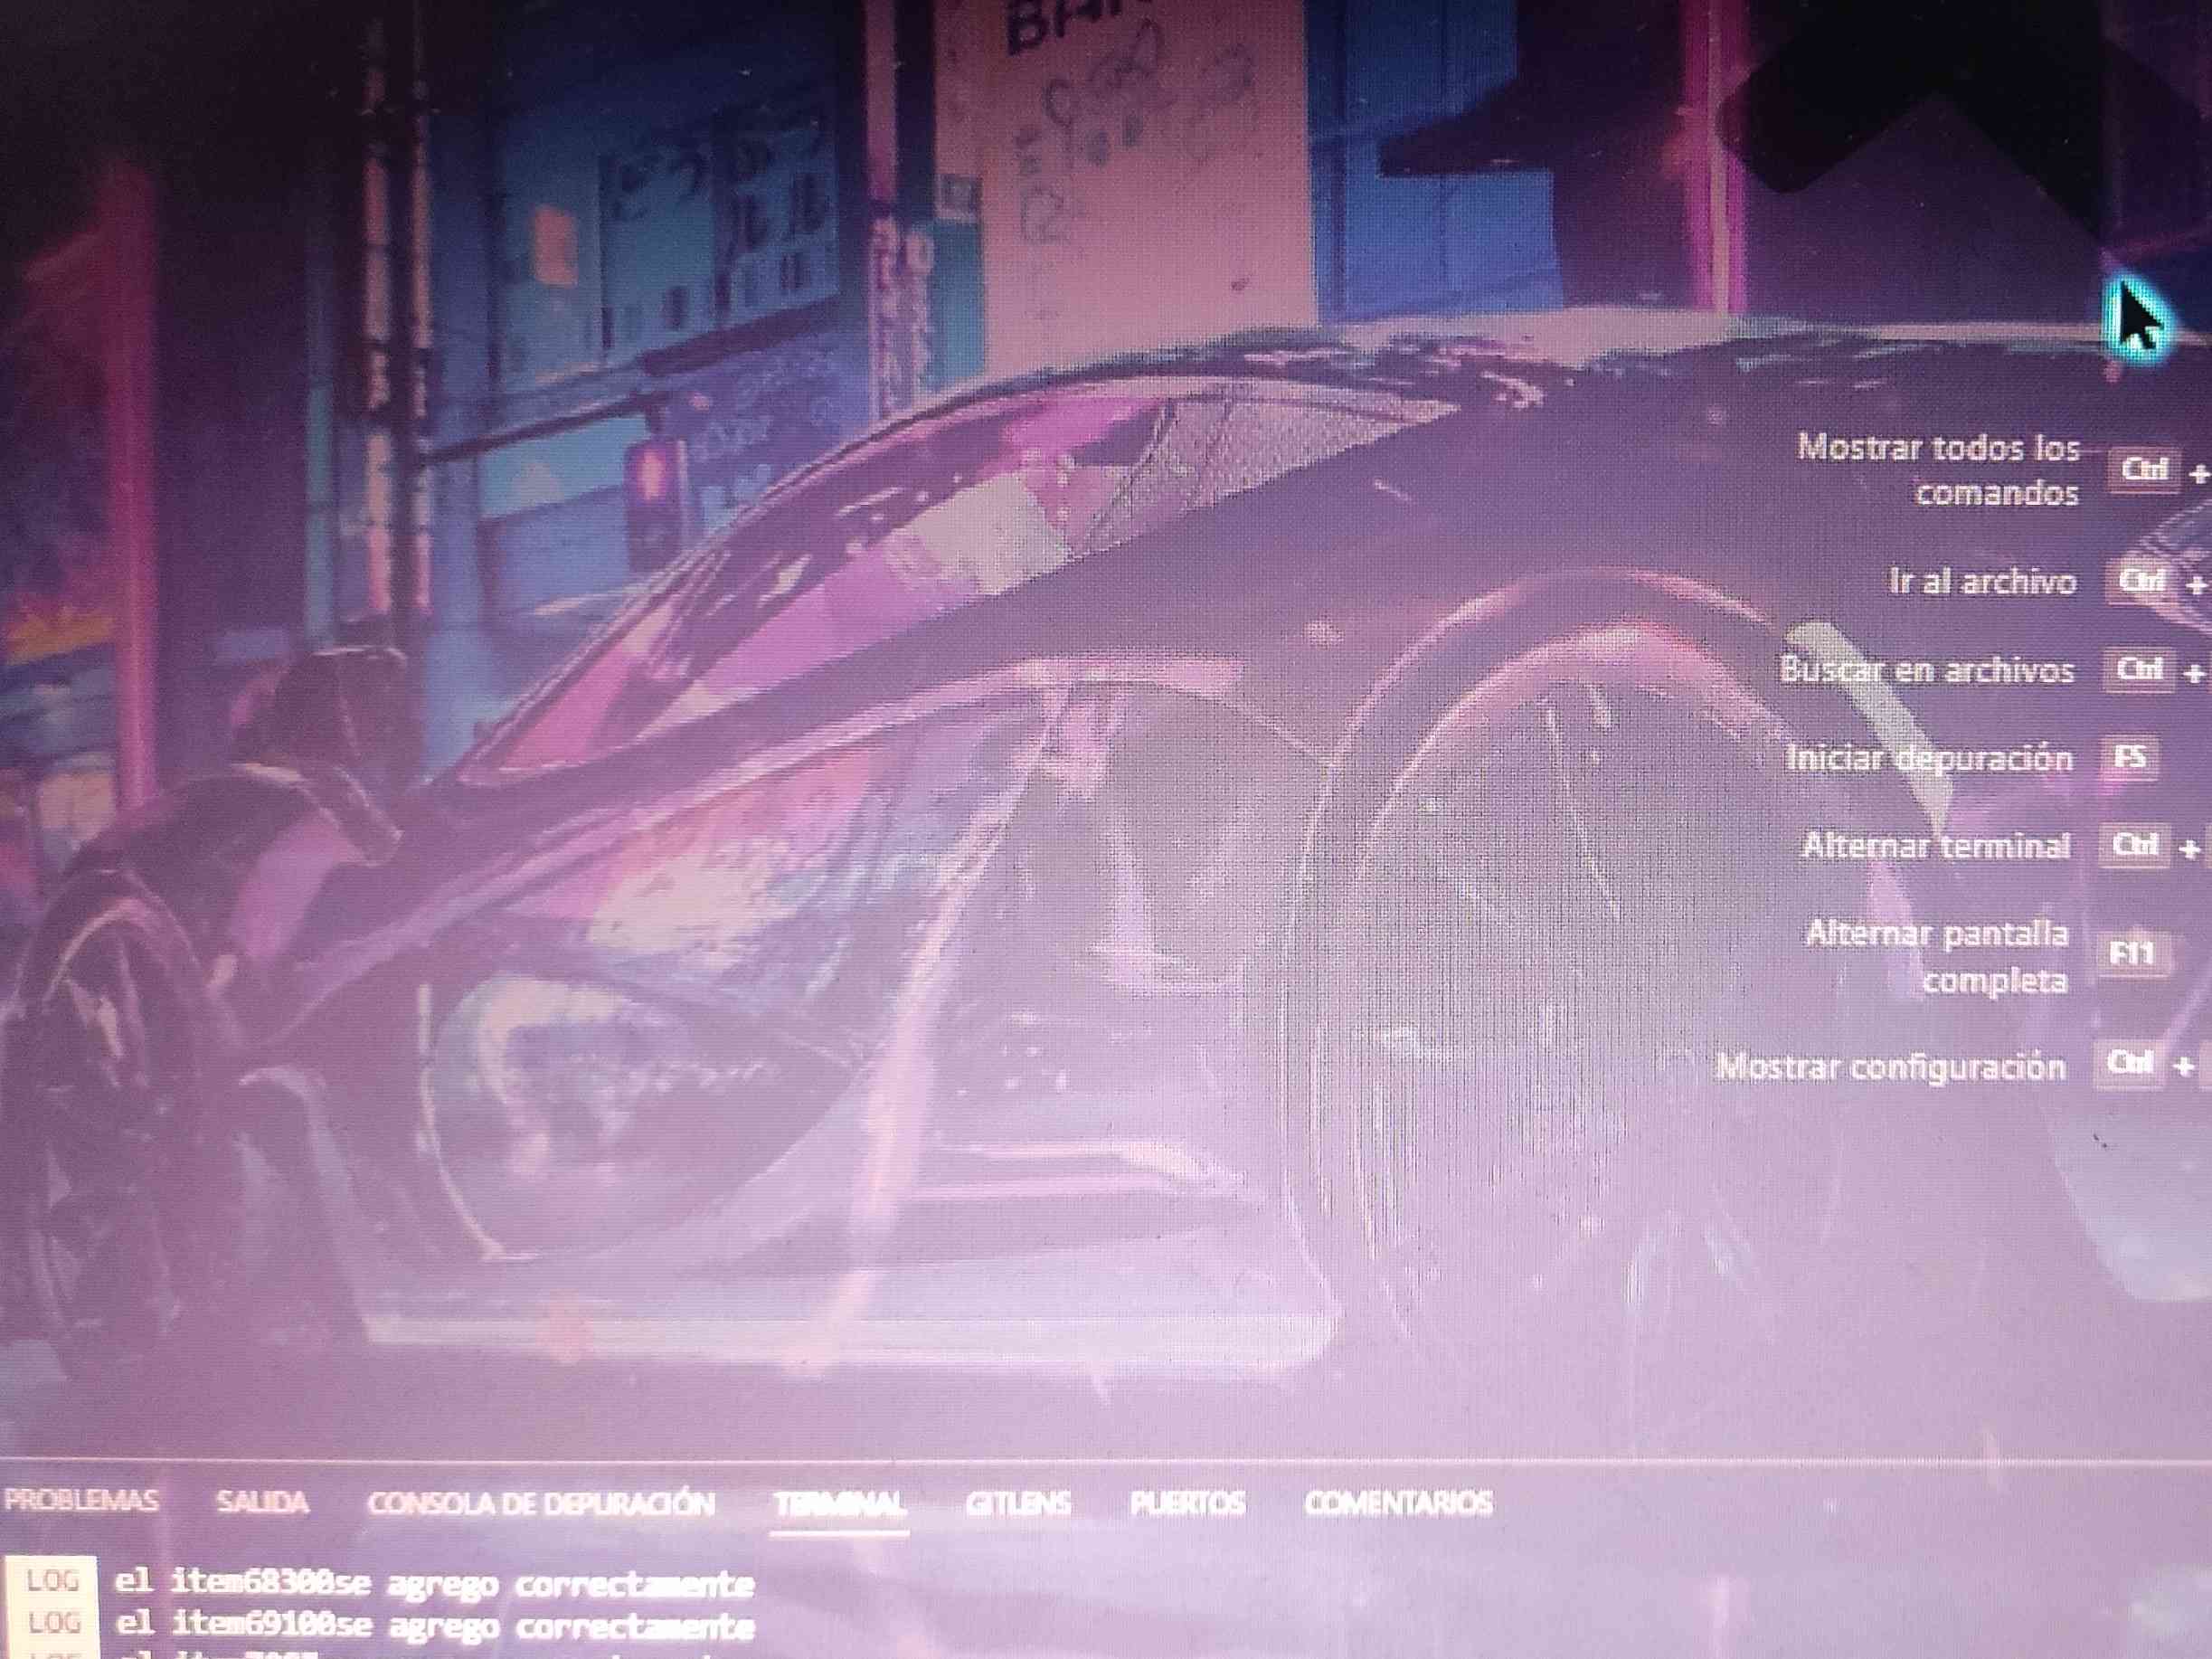 Mostrar todos los
comandos
Ctrl +
Ir al archivo
Ctrl +
Buscar en archivos
Ctrl +
Iniciar depuración
F5
Alternar terminal
Ctrl +
Alternar pantalla
completa
F11
Mostrar configuración
Ctrl +
PROBLEMAS SALIDA CONSOLA DE DEPURACIÓN TERMINAL GITLENS PUERTOS COMENTARIOS
LOG el item68300se agrego correctamente
LOG el item69100se agrego correctamente